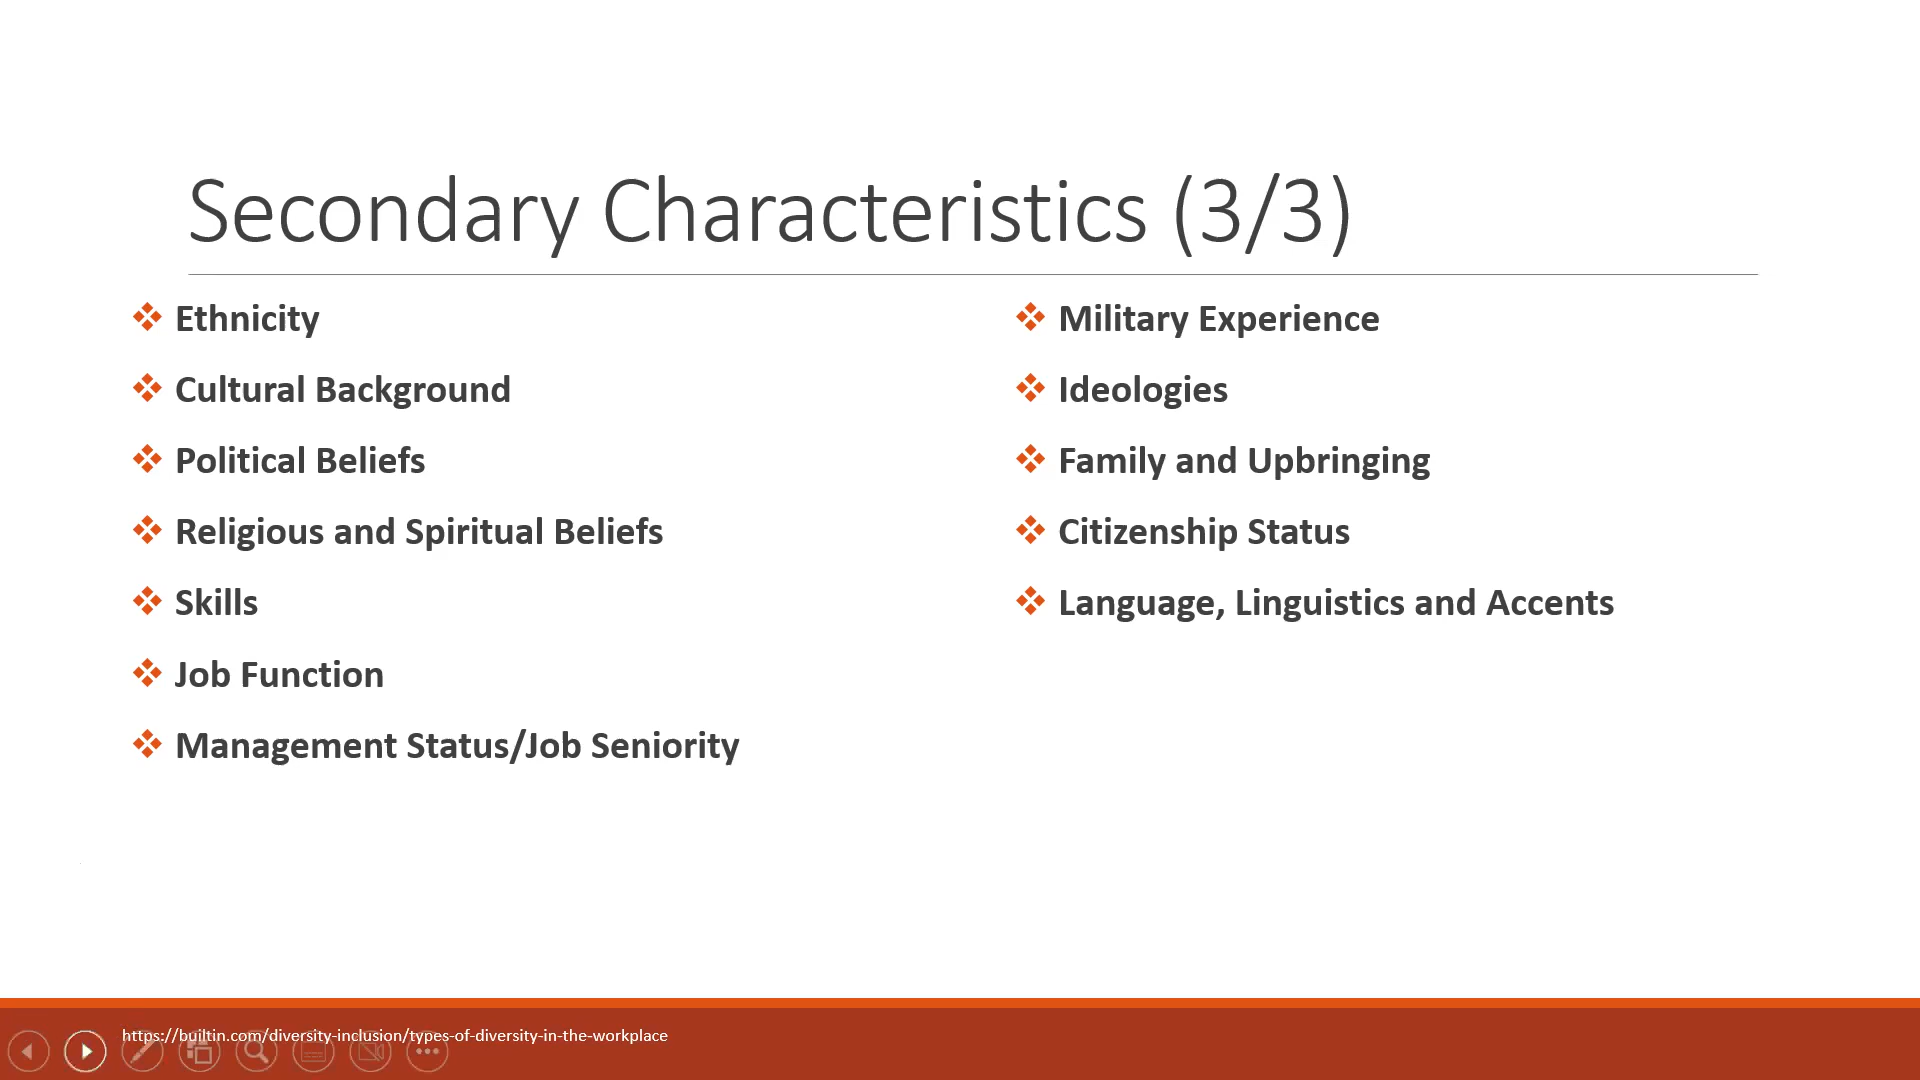 Secondary Characteristics (3/3)
Ethnicity
Cultural Background
Political Beliefs
Religious and Spiritual Beliefs
Skills
Job Function
Management Status/Job Seniority
Military Experience
Ideologies
Family and Upbringing
Citizenship Status
Language, Linguistics and Accents
https://builtin.com/diversity-inclusion/types-of-diversity-in-the-workplace